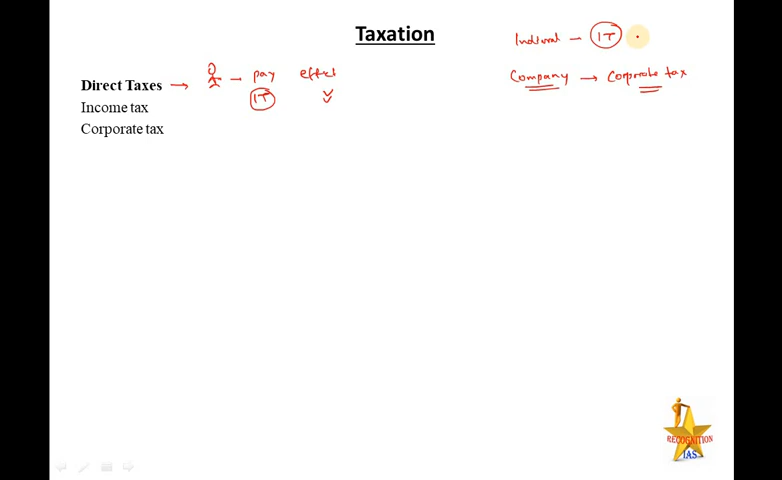 Taxation
Individual – IT
Company → Corporate tax
Direct Taxes → – pay effect
IT
Income tax
Corporate tax
RECOGNITION
IAS